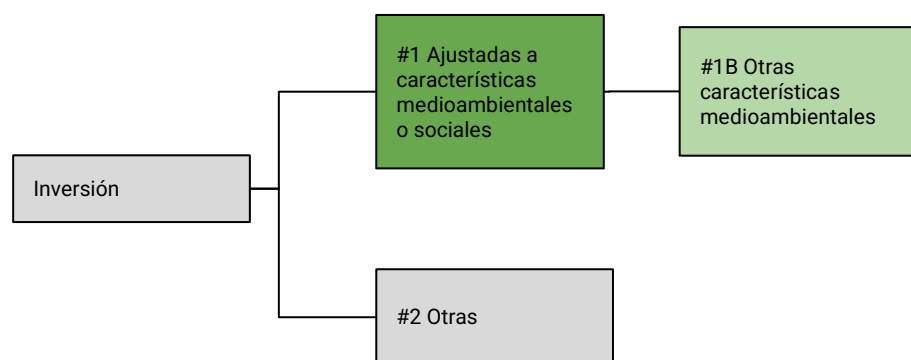 #1 Ajustadas a
características
medioambientales
o sociales
#1B Otras
características
medioambientales
Inversión
#2 Otras